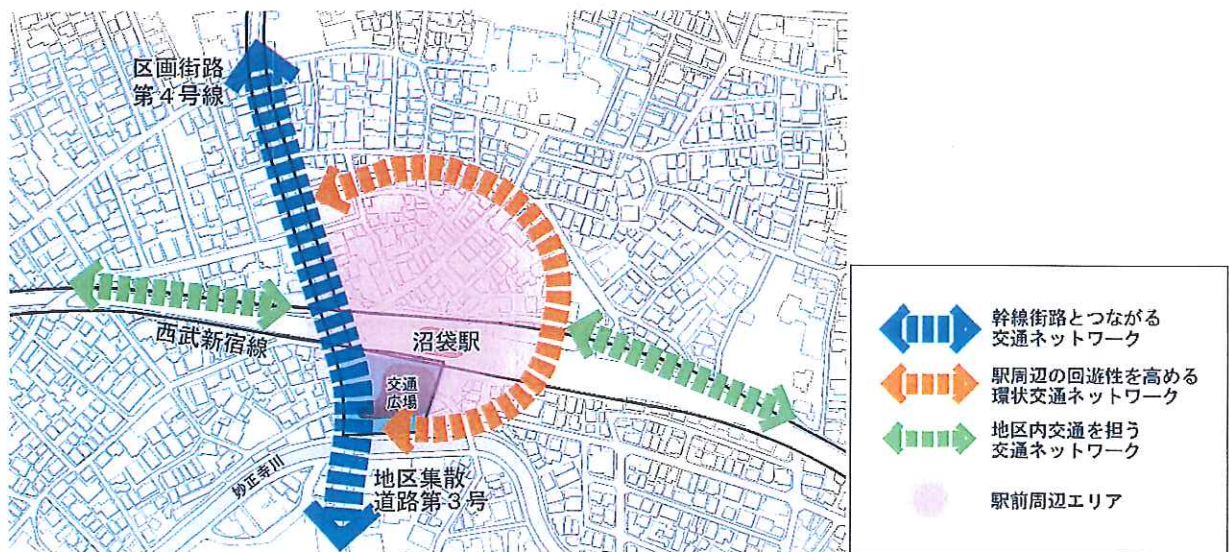 区画街路
第4号線
西武新宿線
沼袋駅
交通
広場
妙正寺川
地区集散
道路第3号
幹線街路とつながる
交通ネットワーク
駅周辺の回遊性を高める
環状交通ネットワーク
地区内交通を担う
交通ネットワーク
駅前周辺エリア